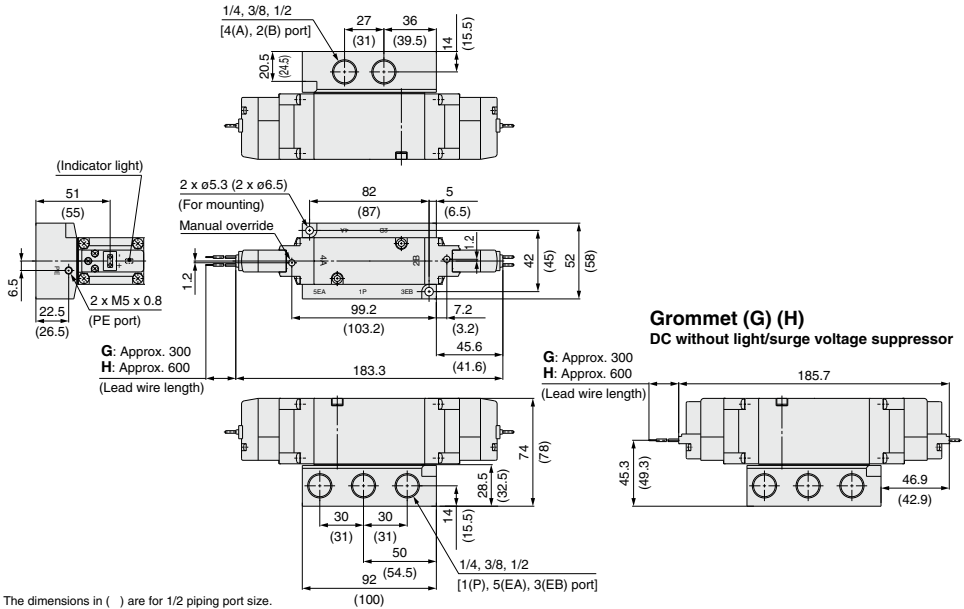 1/4, 3/8, 1/2
[4(A), 2(B) port]
27
(31)
36
(39.5)
14
(15.5)
20.5
(24.5)
(Indicator light)
51
(55)
6.5
PE
22.5
(26.5)
2 x M5 x 0.8
(PE port)
2 x ø5.3 (2 x ø6.5)
(For mounting)
Manual override
82
(87)
5
(6.5)
4A
2B
5EA
1P
3EB
1.2
1.2
42
(45)
52
(58)
99.2
(103.2)
7.2
(3.2)
45.6
(41.6)
G: Approx. 300
H: Approx. 600
(Lead wire length)
183.3
74
(78)
28.5
(32.5)
14
(15.5)
30
(31)
30
(31)
50
(54.5)
92
(100)
1/4, 3/8, 1/2
[1(P), 5(EA), 3(EB) port]
Grommet (G) (H)
DC without light/surge voltage suppressor
G: Approx. 300
H: Approx. 600
(Lead wire length)
185.7
45.3
(49.3)
46.9
(42.9)
The dimensions in ( ) are for 1/2 piping port size.